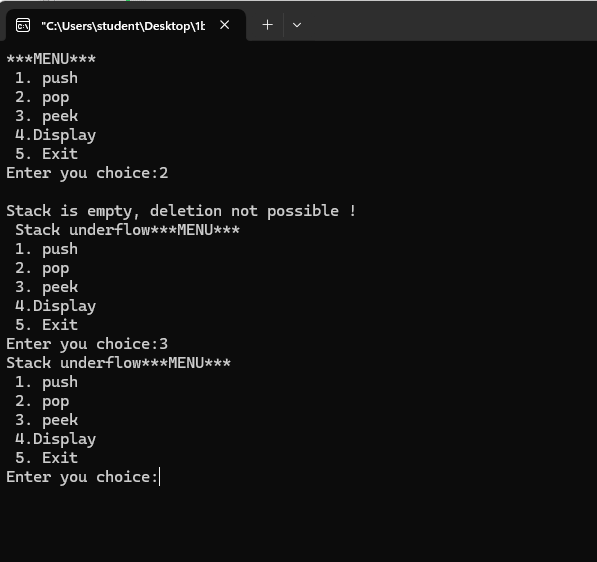 "C:\Users\student\Desktop\1b
***MENU***
 1. push
 2. pop
 3. peek
 4.Display
 5. Exit
Enter you choice:2

Stack is empty, deletion not possible !
 Stack underflow***MENU***
 1. push
 2. pop
 3. peek
 4.Display
 5. Exit
Enter you choice:3
Stack underflow***MENU***
 1. push
 2. pop
 3. peek
 4.Display
 5. Exit
Enter you choice: